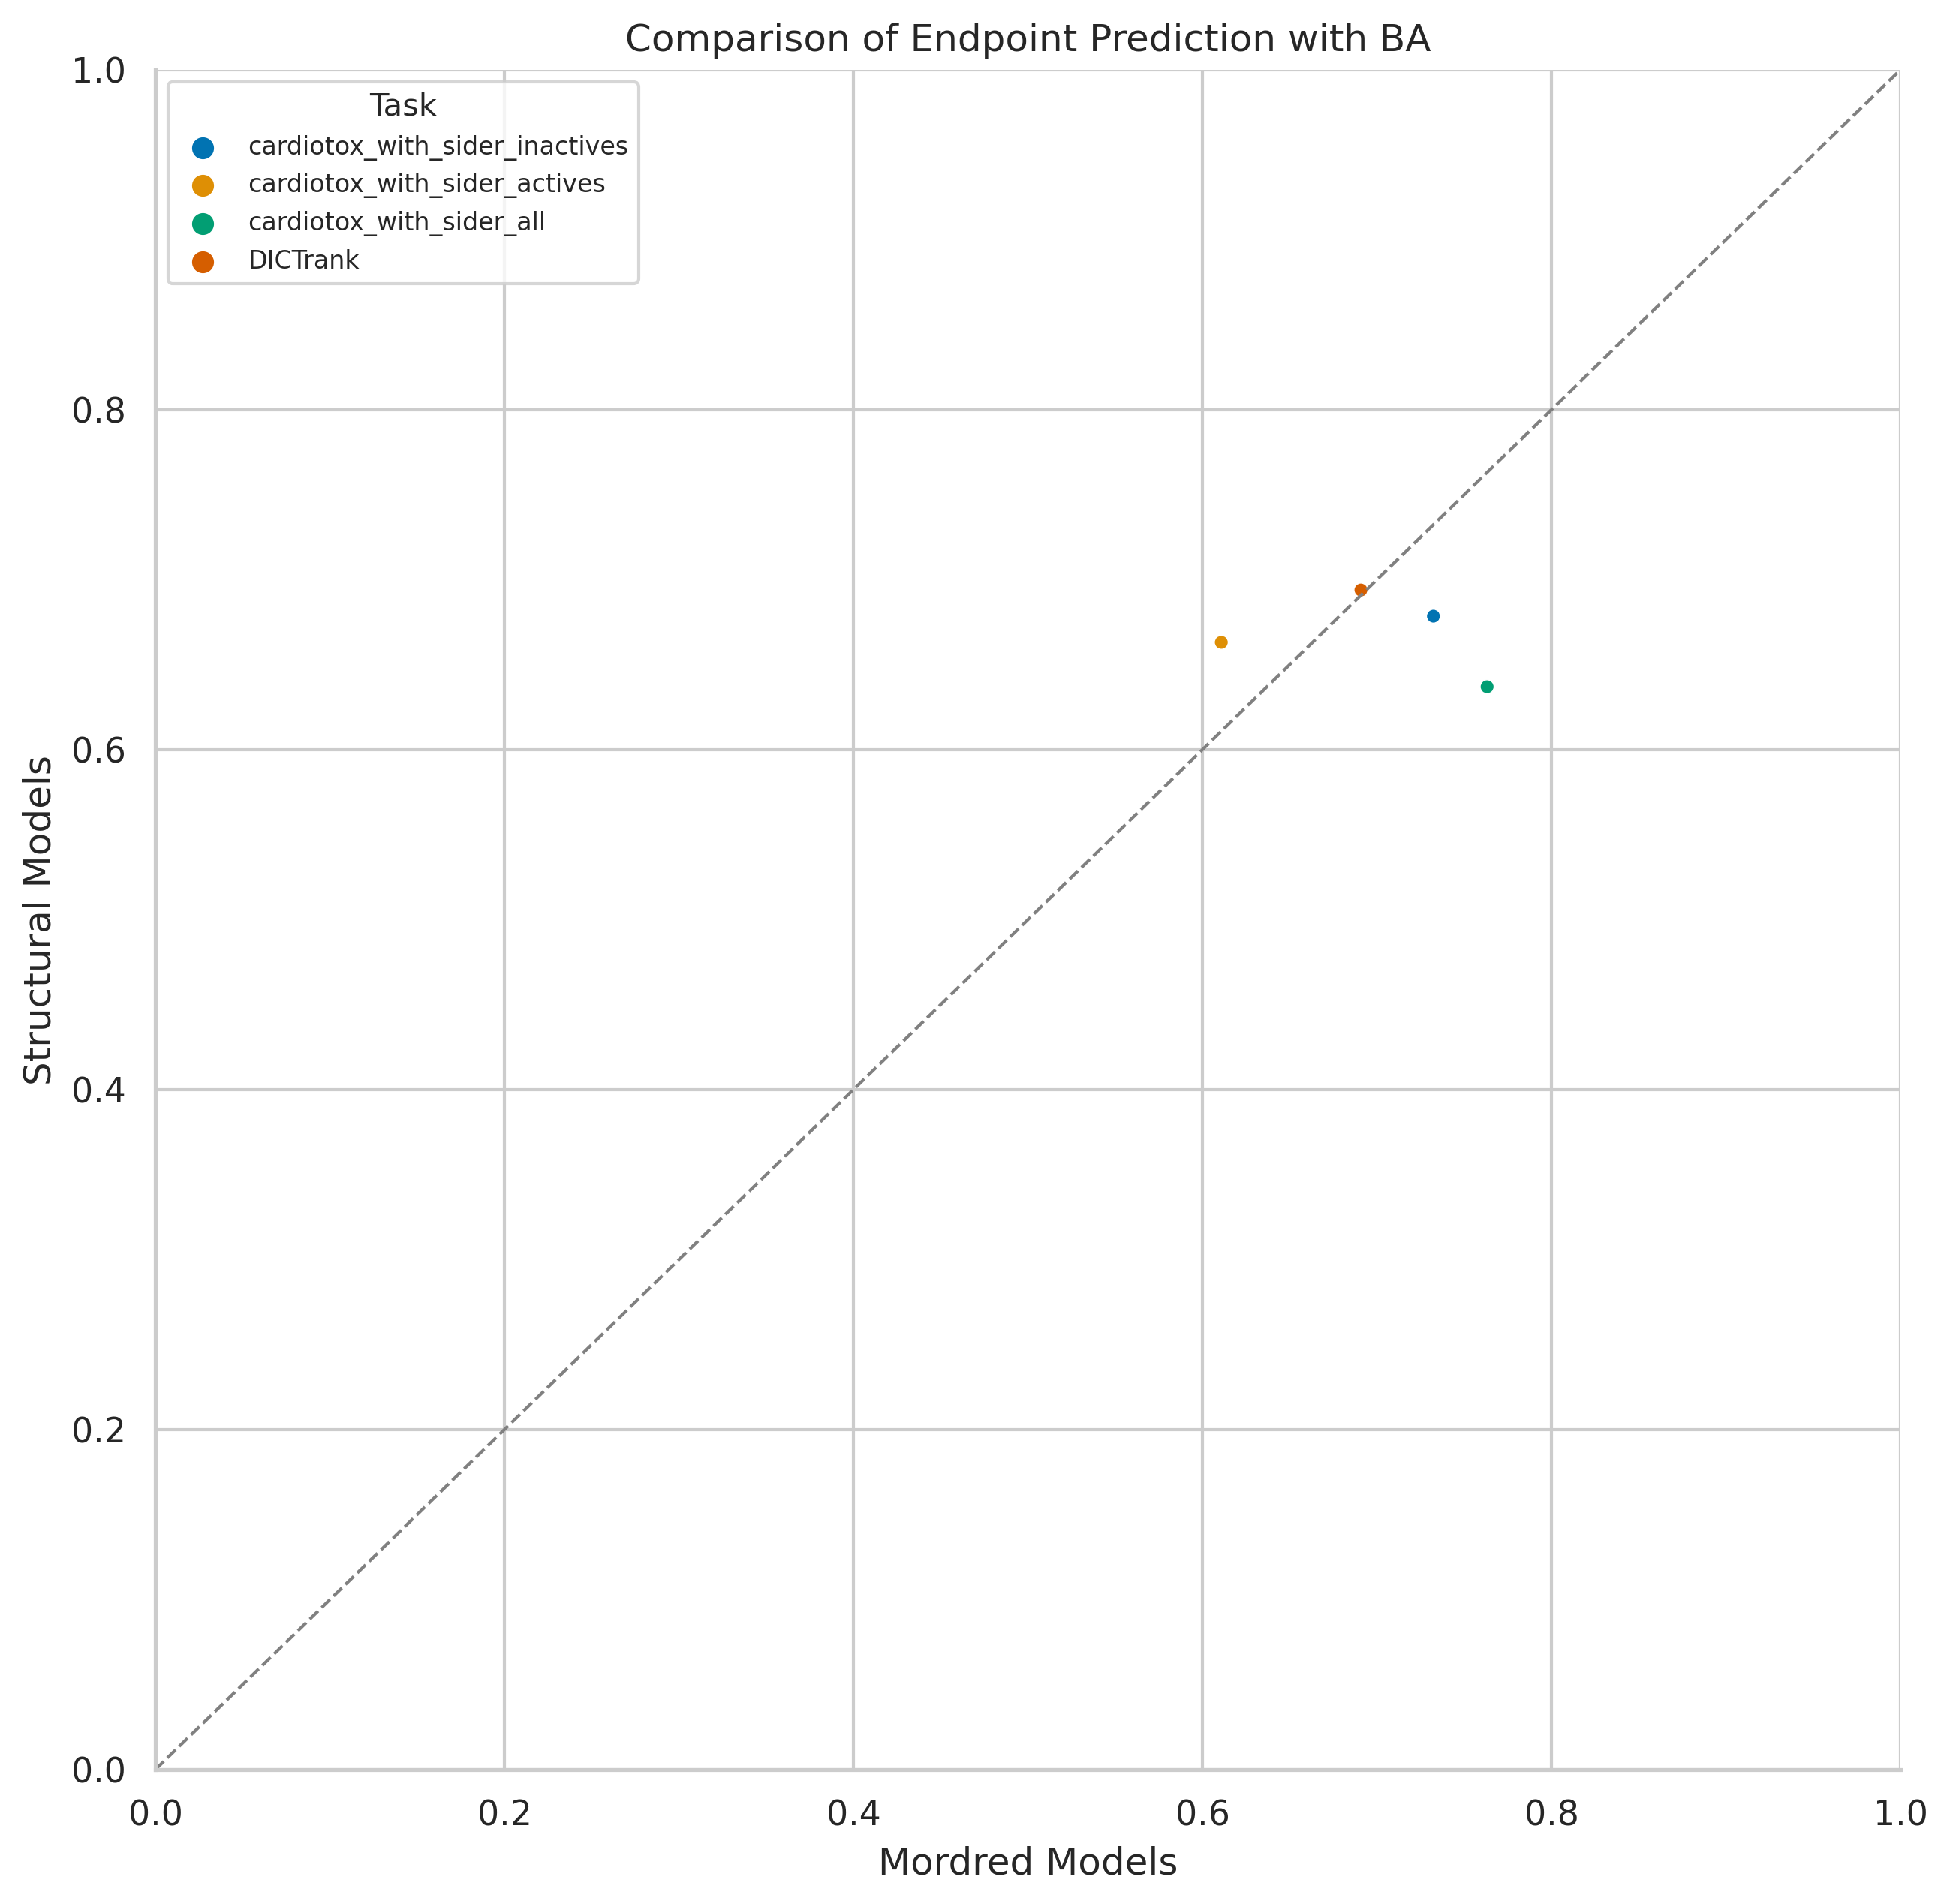 Comparison of Endpoint Prediction with BA
1.0
0.8
0.6
0.4
0.2
0.0
Structural Models
Task
cardiotox_with_sider_inactives
cardiotox_with_sider_actives
cardiotox_with_sider_all
DICTrank
0.0 0.2 0.4 0.6 0.8 1.0
Mordred Models